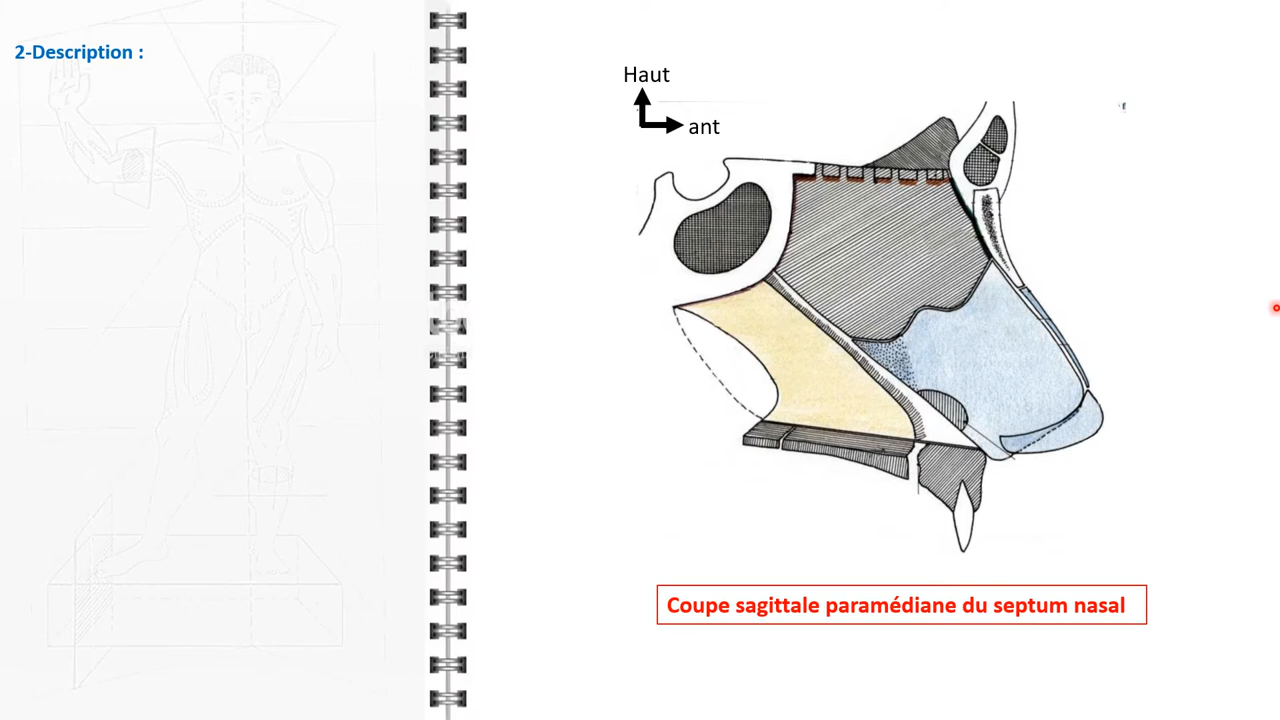 2-Description :
Haut
ant
Coupe sagittale paramédiane du septum nasal